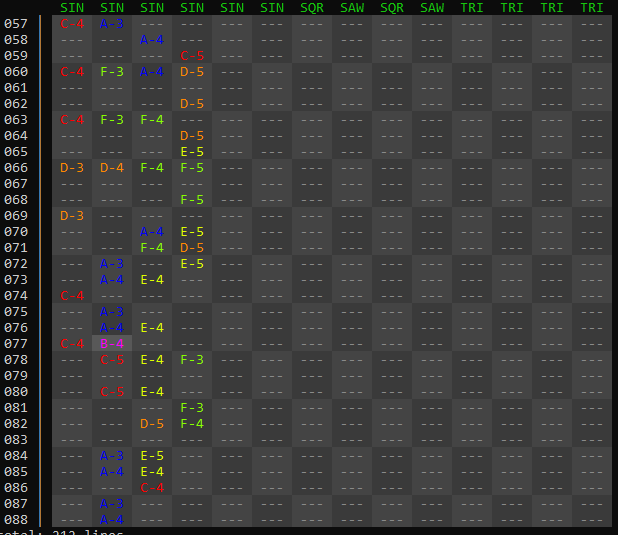 SIN SIN SIN SIN SIN SIN SQR SAW SQR SAW TRI TRI TRI TRI
057 C-4 A-3 --- --- --- --- --- --- --- --- --- --- --- ---
058 --- --- A-4 --- --- --- --- --- --- --- --- --- --- ---
059 --- --- --- C-5 --- --- --- --- --- --- --- --- --- ---
060 C-4 F-3 A-4 D-5 --- --- --- --- --- --- --- --- --- ---
061 --- --- --- --- --- --- --- --- --- --- --- --- --- ---
062 --- --- --- D-5 --- --- --- --- --- --- --- --- --- ---
063 C-4 F-3 F-4 --- --- --- --- --- --- --- --- --- --- ---
064 --- --- --- D-5 --- --- --- --- --- --- --- --- --- ---
065 --- --- --- E-5 --- --- --- --- --- --- --- --- --- ---
066 D-3 D-4 F-4 F-5 --- --- --- --- --- --- --- --- --- ---
067 --- --- --- --- --- --- --- --- --- --- --- --- --- ---
068 --- --- --- F-5 --- --- --- --- --- --- --- --- --- ---
069 D-3 --- --- --- --- --- --- --- --- --- --- --- --- ---
070 --- --- A-4 E-5 --- --- --- --- --- --- --- --- --- ---
071 --- --- F-4 D-5 --- --- --- --- --- --- --- --- --- ---
072 --- A-3 --- E-5 --- --- --- --- --- --- --- --- --- ---
073 --- A-4 E-4 --- --- --- --- --- --- --- --- --- --- ---
074 C-4 --- --- --- --- --- --- --- --- --- --- --- --- ---
075 --- A-3 --- --- --- --- --- --- --- --- --- --- --- ---
076 --- A-4 E-4 --- --- --- --- --- --- --- --- --- --- ---
077 C-4 B-4 --- --- --- --- --- --- --- --- --- --- --- ---
078 --- C-5 E-4 F-3 --- --- --- --- --- --- --- --- --- ---
079 --- --- --- --- --- --- --- --- --- --- --- --- --- ---
080 --- C-5 E-4 --- --- --- --- --- --- --- --- --- --- ---
081 --- --- --- F-3 --- --- --- --- --- --- --- --- --- ---
082 --- --- D-5 F-4 --- --- --- --- --- --- --- --- --- ---
083 --- --- --- --- --- --- --- --- --- --- --- --- --- ---
084 --- A-3 E-5 --- --- --- --- --- --- --- --- --- --- ---
085 --- A-4 E-4 --- --- --- --- --- --- --- --- --- --- ---
086 --- --- C-4 --- --- --- --- --- --- --- --- --- --- ---
087 --- A-3 --- --- --- --- --- --- --- --- --- --- --- ---
088 --- A-4 --- --- --- --- --- --- --- --- --- --- --- ---
total: lines